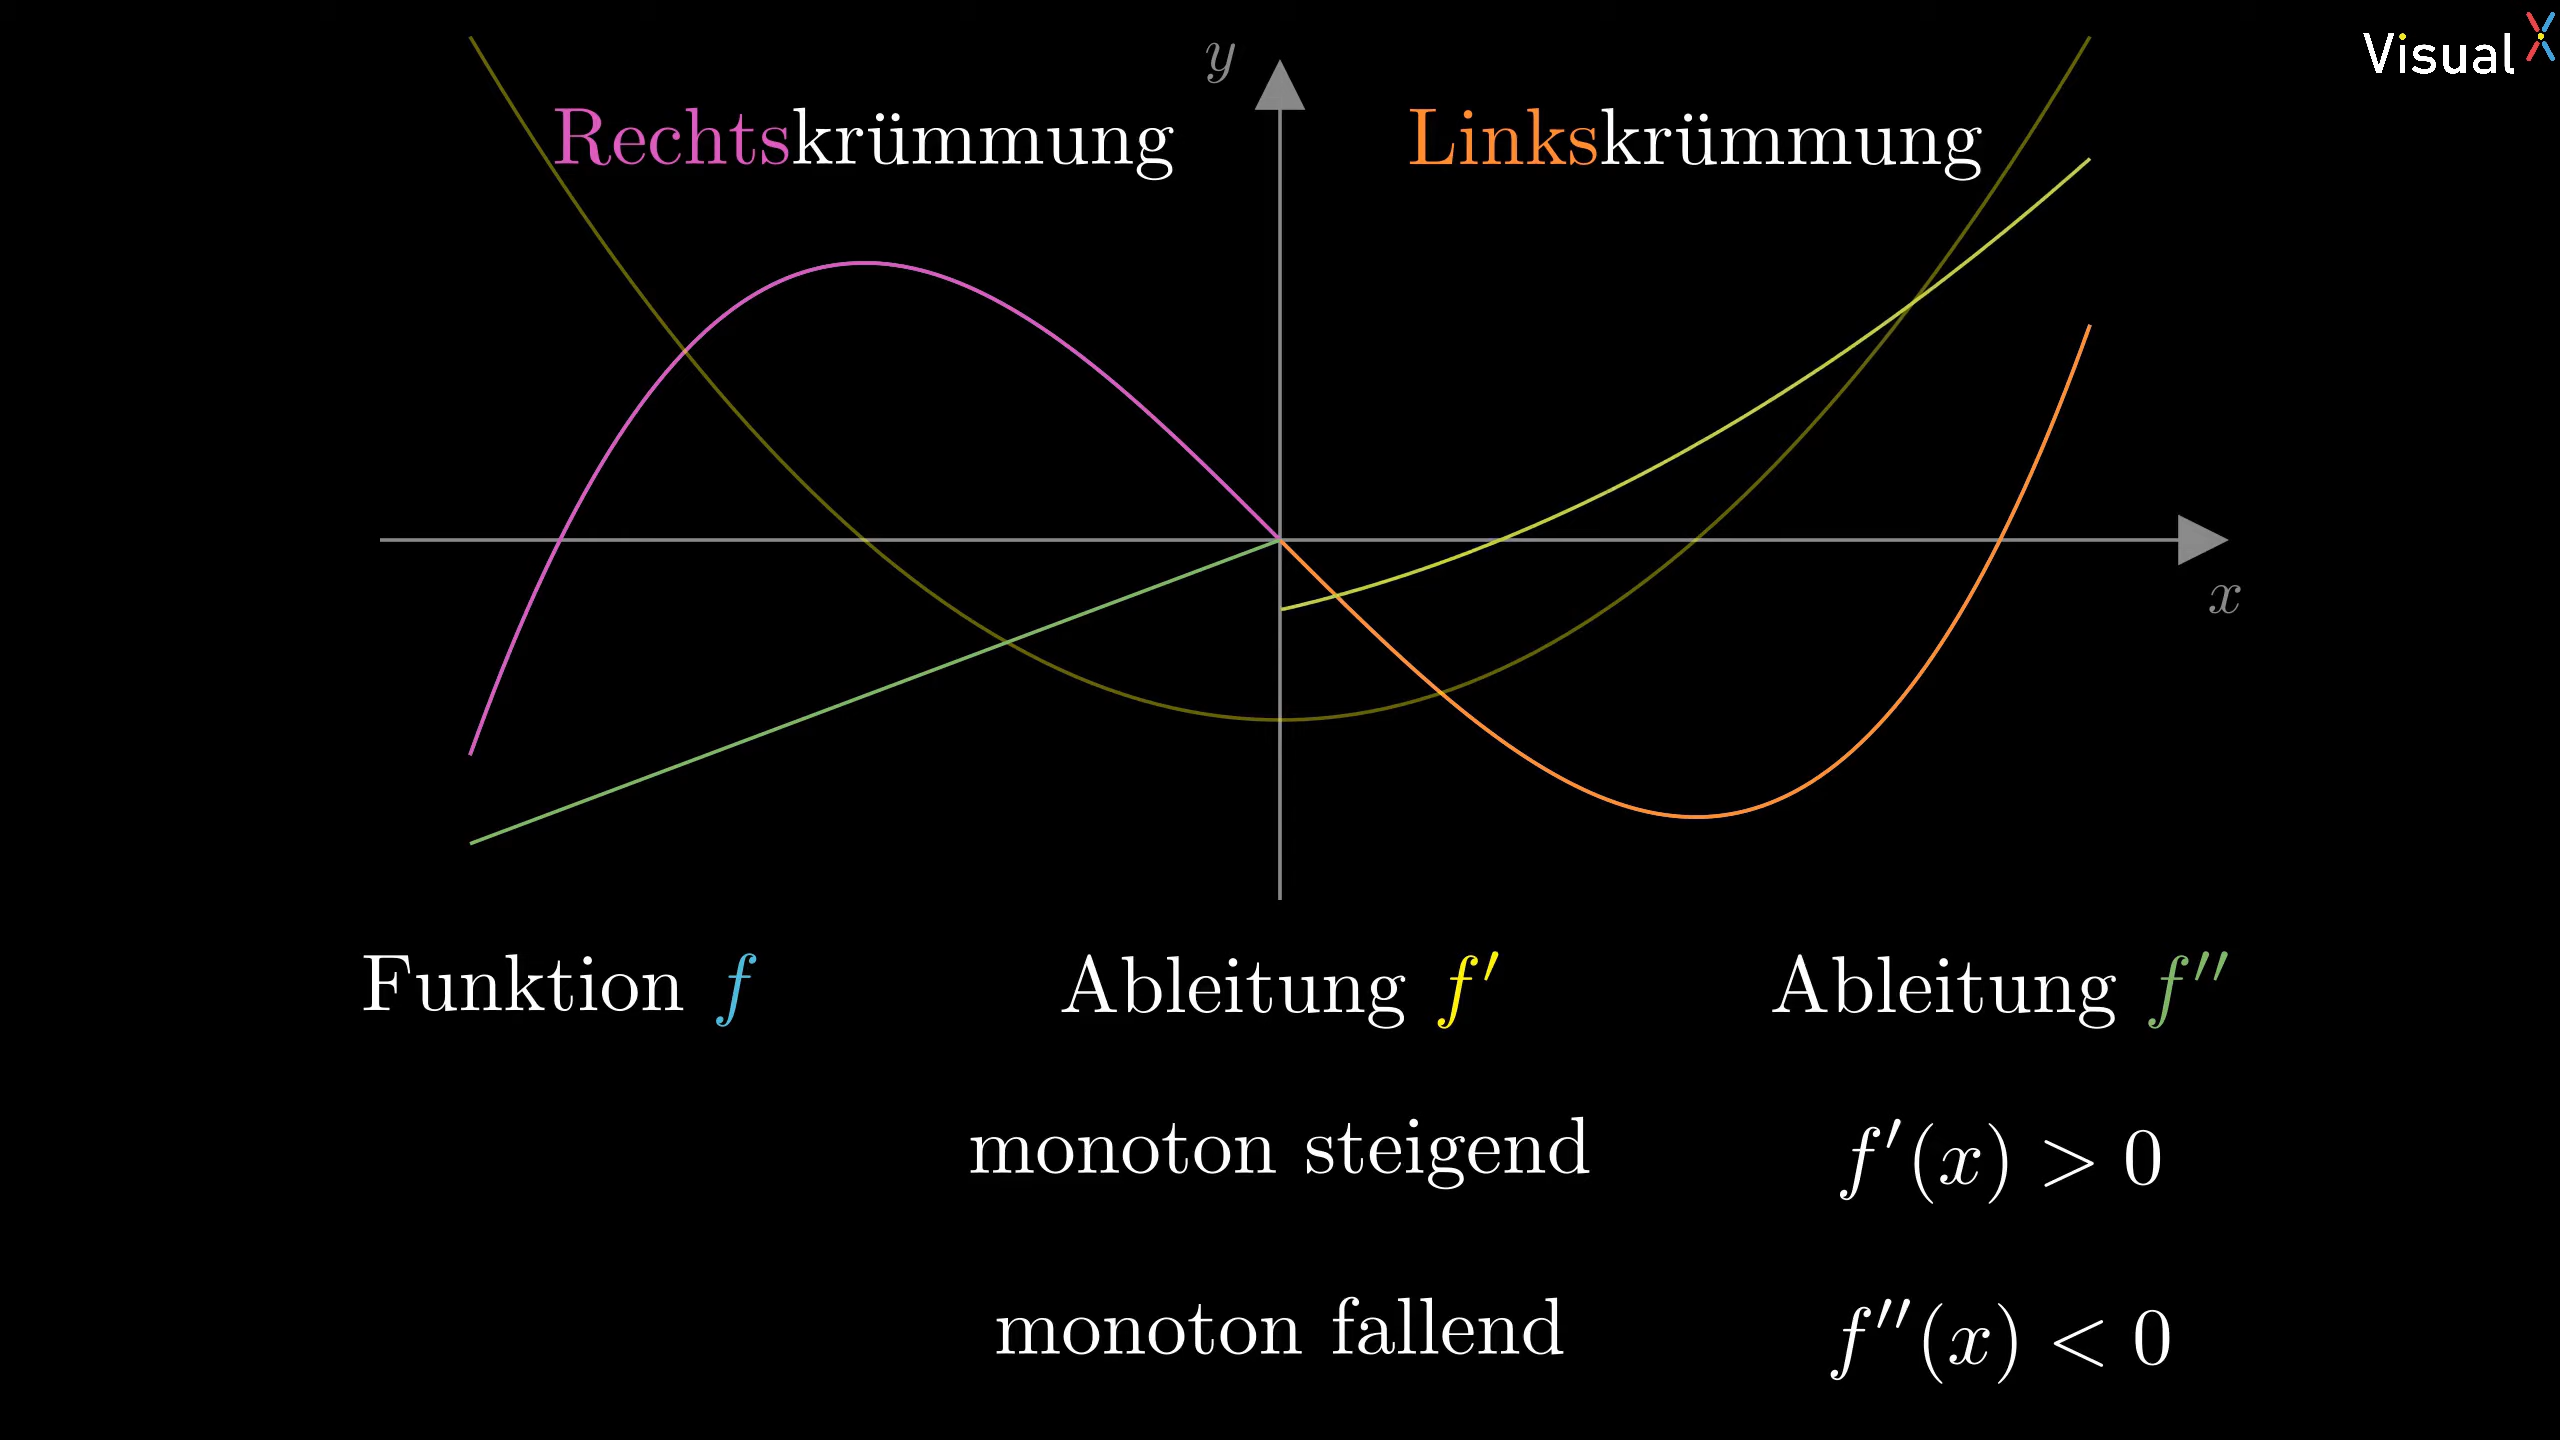 Visual X
y
Rechtskrümmung Linkskrümmung
x
Funktion f Ableitung f′ Ableitung f″
monoton steigend f′(x) > 0
monoton fallend f″(x) < 0